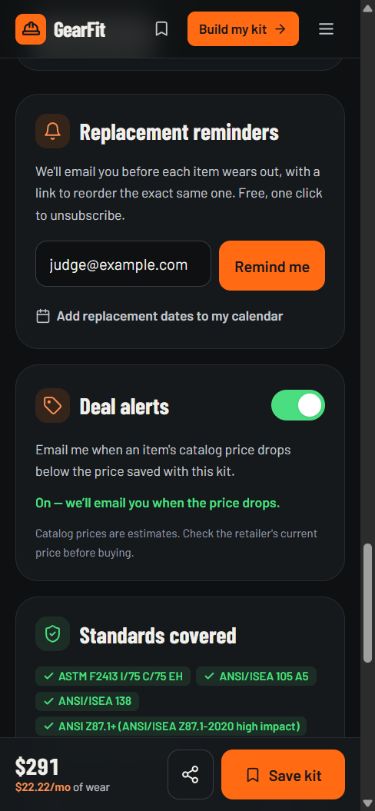 GearFit
Build my kit →
Replacement reminders
We'll email you before each item wears out, with a
link to reorder the exact same one. Free, one click
to unsubscribe.
judge@example.com
Remind me
Add replacement dates to my calendar
Deal alerts
Email me when an item's catalog price drops
below the price saved with this kit.
On — we'll email you when the price drops.
Catalog prices are estimates. Check the retailer's current
price before buying.
Standards covered
✓ ASTM F2413 I/75 C/75 EH
✓ ANSI/ISEA 105 A5
✓ ANSI/ISEA 138
✓ ANSI Z87.1+ (ANSI/ISEA Z87.1-2020 high impact)
$291
$22.22/mo of wear
Save kit